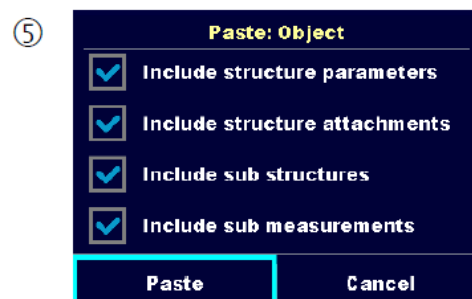 ⑤
Paste: Object
Include structure parameters
Include structure attachments
Include sub structures
Include sub measurements
Paste Cancel